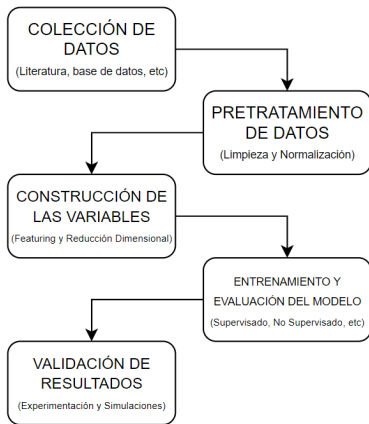 COLECCIÓN DE
DATOS
(Literatura, base de datos, etc)
PRETRATAMIENTO
DE DATOS
(Limpieza y Normalización)
CONSTRUCCIÓN DE
LAS VARIABLES
(Featuring y Reducción Dimensional)
ENTRENAMIENTO Y
EVALUACIÓN DEL MODELO
(Supervisado, No Supervisado, etc)
VALIDACIÓN DE
RESULTADOS
(Experimentación y Simulaciones)